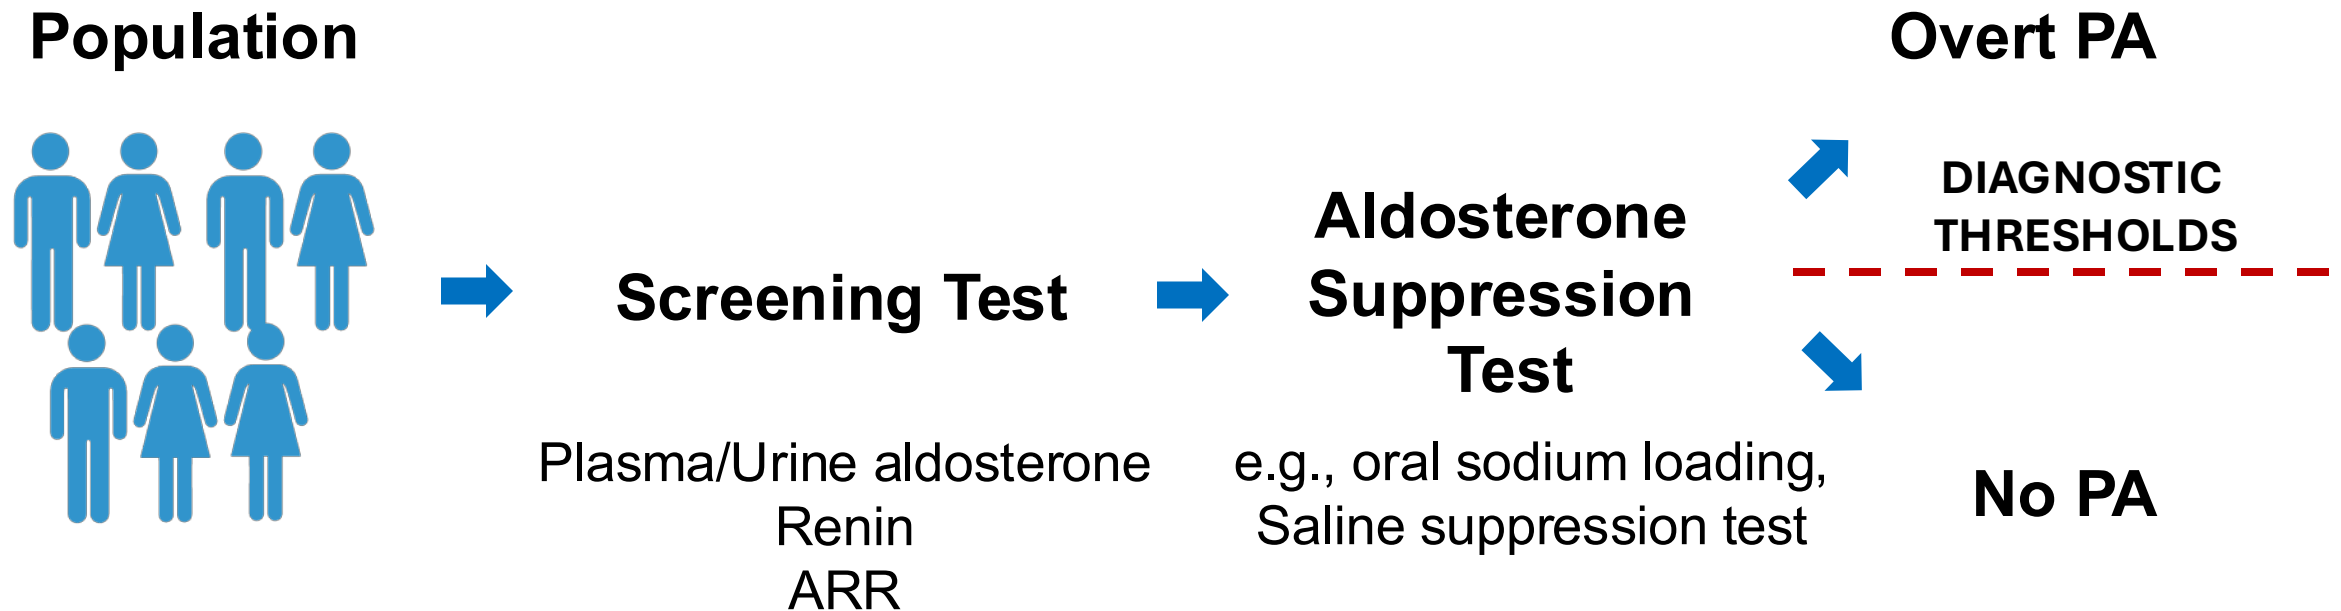 Population
Screening Test
Plasma/Urine aldosterone
Renin
ARR
Aldosterone
Suppression
Test
e.g., oral sodium loading,
Saline suppression test
Overt PA
DIAGNOSTIC
THRESHOLDS
No PA